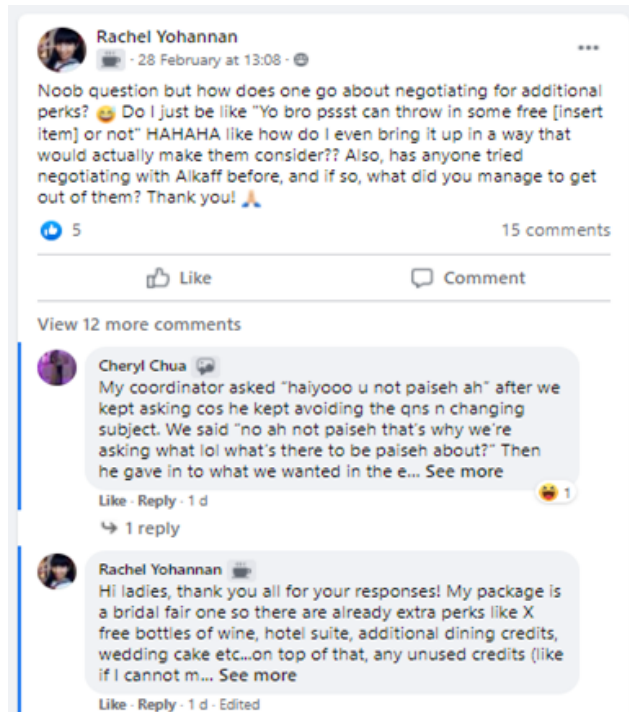 Rachel Yohannan
· 28 February at 13:08 ·
Noob question but how does one go about negotiating for additional
perks? 😅 Do I just be like "Yo bro pssst can throw in some free [insert
item] or not" HAHAHA like how do I even bring it up in a way that
would actually make them consider?? Also, has anyone tried
negotiating with Alkaff before, and if so, what did you manage to get
out of them? Thank you! 🙏
5
15 comments
Like
Comment
View 12 more comments
Cheryl Chua
My coordinator asked "haiyooo u not paiseh ah" after we
kept asking cos he kept avoiding the qns n changing
subject. We said "no ah not paiseh that's why we're
asking what lol what's there to be paiseh about?" Then
he gave in to what we wanted in the e... See more
1
Like · Reply · 1 d
1 reply
Rachel Yohannan
Hi ladies, thank you all for your responses! My package is
a bridal fair one so there are already extra perks like X
free bottles of wine, hotel suite, additional dining credits,
wedding cake etc...on top of that, any unused credits (like
if I cannot m... See more
Like · Reply · 1 d · Edited